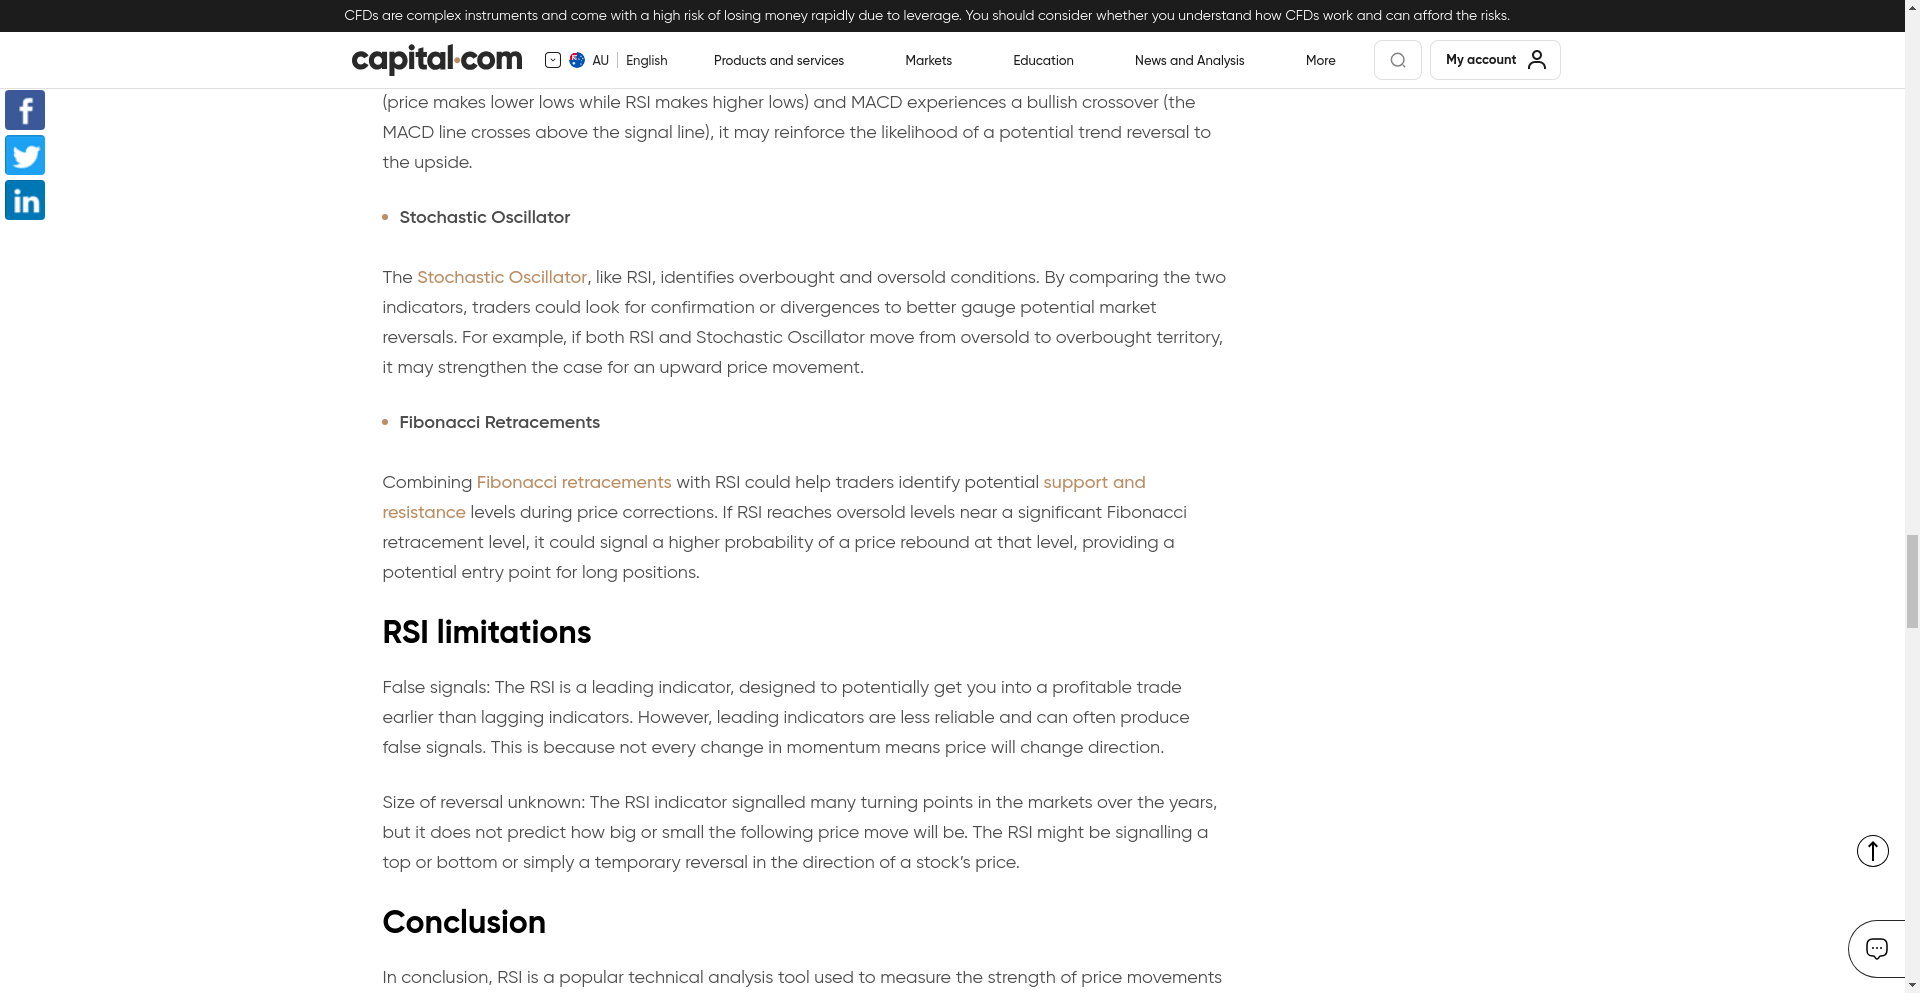 CFDs are complex instruments and come with a high risk of losing money rapidly due to leverage. You should consider whether you understand how CFDs work and can afford the risks.
capital.com AU English Products and services Markets Education News and Analysis More My account
(price makes lower lows while RSI makes higher lows) and MACD experiences a bullish crossover (the
MACD line crosses above the signal line), it may reinforce the likelihood of a potential trend reversal to
the upside.
Stochastic Oscillator
The Stochastic Oscillator, like RSI, identifies overbought and oversold conditions. By comparing the two
indicators, traders could look for confirmation or divergences to better gauge potential market
reversals. For example, if both RSI and Stochastic Oscillator move from oversold to overbought territory,
it may strengthen the case for an upward price movement.
Fibonacci Retracements
Combining Fibonacci retracements with RSI could help traders identify potential support and
resistance levels during price corrections. If RSI reaches oversold levels near a significant Fibonacci
retracement level, it could signal a higher probability of a price rebound at that level, providing a
potential entry point for long positions.
RSI limitations
False signals: The RSI is a leading indicator, designed to potentially get you into a profitable trade
earlier than lagging indicators. However, leading indicators are less reliable and can often produce
false signals. This is because not every change in momentum means price will change direction.
Size of reversal unknown: The RSI indicator signalled many turning points in the markets over the years,
but it does not predict how big or small the following price move will be. The RSI might be signalling a
top or bottom or simply a temporary reversal in the direction of a stock’s price.
Conclusion
In conclusion, RSI is a popular technical analysis tool used to measure the strength of price movements